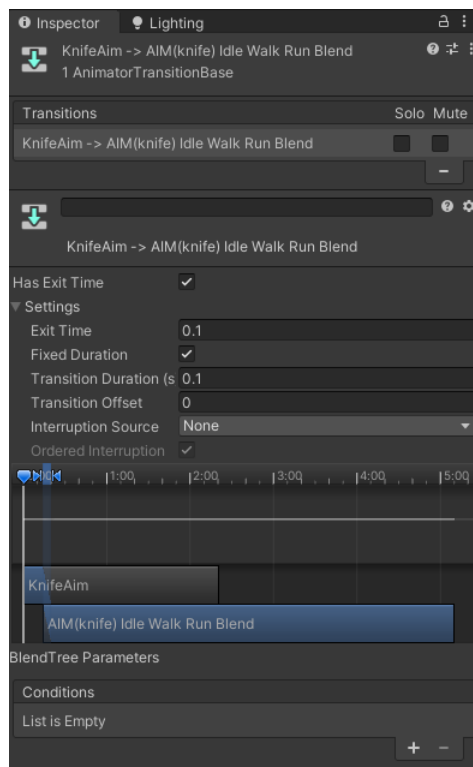 Inspector Lighting
KnifeAim -> AIM(knife) Idle Walk Run Blend
1 AnimatorTransitionBase
Transitions Solo Mute
KnifeAim -> AIM(knife) Idle Walk Run Blend
KnifeAim -> AIM(knife) Idle Walk Run Blend
Has Exit Time
Settings
Exit Time 0.1
Fixed Duration
Transition Duration (s 0.1
Transition Offset 0
Interruption Source None
Ordered Interruption
1:00 2:00 3:00 4:00 5:00
KnifeAim
AIM(knife) Idle Walk Run Blend
BlendTree Parameters
Conditions
List is Empty